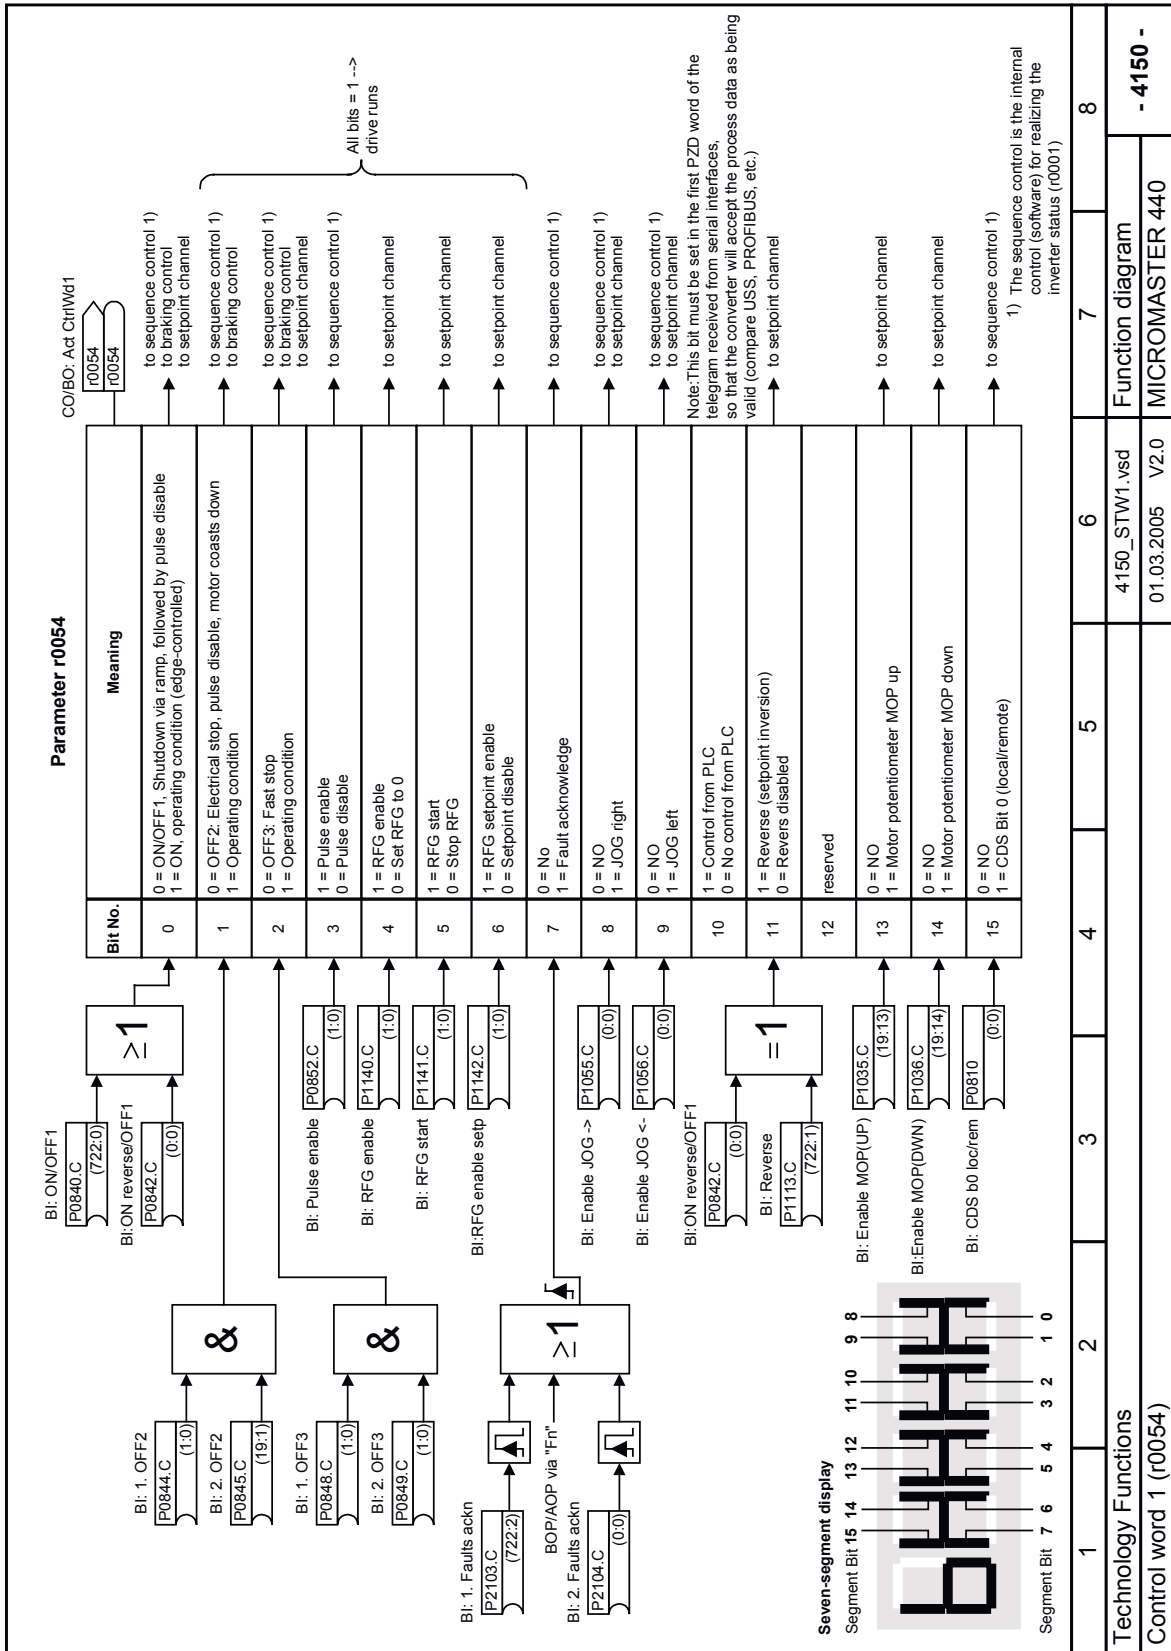 Parameter r0054
CO/BO: Act CtrlWd1
r0054
r0054
Bit No.
Meaning
BI: ON/OFF1
P0840.C
(722:0)
BI:ON reverse/OFF1
P0842.C
(0:0)
≥1
0
0 = ON/OFF1, Shutdown via ramp, followed by pulse disable
1 = ON, operating condition (edge-controlled)
to sequence control 1)
to braking control
to setpoint channel
BI: 1. OFF2
P0844.C
(1:0)
BI: 2. OFF2
P0845.C
(19:1)
&
1
0 = OFF2: Electrical stop, pulse disable, motor coasts down
1 = Operating condition
to sequence control 1)
to braking control
BI: 1. OFF3
P0848.C
(1:0)
BI: 2. OFF3
P0849.C
(1:0)
&
2
0 = OFF3: Fast stop
1 = Operating condition
to sequence control 1)
to braking control
to setpoint channel
BI: Pulse enable
P0852.C
(1:0)
3
1 = Pulse enable
0 = Pulse disable
to sequence control 1)
BI: RFG enable
P1140.C
(1:0)
4
1 = RFG enable
0 = Set RFG to 0
to setpoint channel
BI: RFG start
P1141.C
(1:0)
5
1 = RFG start
0 = Stop RFG
to setpoint channel
BI:RFG enable setp
P1142.C
(1:0)
6
1 = RFG setpoint enable
0 = Setpoint disable
to setpoint channel
All bits = 1 -->
drive runs
BI: 1. Faults ackn
P2103.C
(722:2)
BOP/AOP via "Fn"
BI: 2. Faults ackn
P2104.C
(0:0)
≥1
7
0 = No
1 = Fault acknowledge
to sequence control 1)
BI: Enable JOG ->
P1055.C
(0:0)
8
0 = NO
1 = JOG right
to sequence control 1)
to setpoint channel
BI: Enable JOG <-
P1056.C
(0:0)
9
0 = NO
1 = JOG left
to sequence control 1)
to setpoint channel
10
1 = Control from PLC
0 = No control from PLC
Note:This bit must be set in the first PZD word of the
telegram received from serial interfaces,
so that the converter will accept the process data as being
valid (compare USS, PROFIBUS, etc.)
BI:ON reverse/OFF1
P0842.C
(0:0)
BI: Reverse
P1113.C
(722:1)
=1
11
1 = Reverse (setpoint inversion)
0 = Revers disabled
to setpoint channel
12
reserved
BI: Enable MOP(UP)
P1035.C
(19:13)
13
0 = NO
1 = Motor potentiometer MOP up
to setpoint channel
BI:Enable MOP(DWN)
P1036.C
(19:14)
14
0 = NO
1 = Motor potentiometer MOP down
to setpoint channel
BI: CDS b0 loc/rem
P0810
(0:0)
15
0 = NO
1 = CDS Bit 0 (local/remote)
to sequence control 1)
1) The sequence control is the internal
control (software) for realizing the
inverter status (r0001)
Seven-segment display
Segment Bit 15 14 13 12 11 10 9 8
Segment Bit 7 6 5 4 3 2 1 0
1 2 3 4 5 6 7 8
Technology Functions
4150_STW1.vsd
Function diagram
- 4150 -
Control word 1 (r0054)
01.03.2005 V2.0
MICROMASTER 440